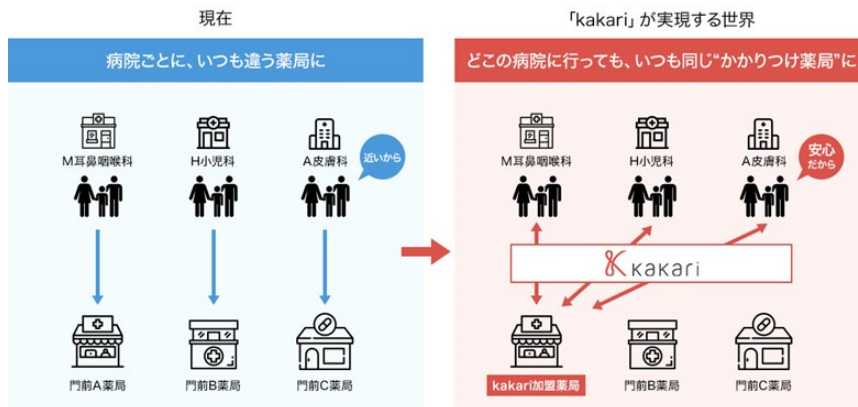 現在
病院ごとに、いつも違う薬局に
M耳鼻咽喉科
H小児科
A皮膚科
近いから
門前A薬局
門前B薬局
門前C薬局
「kakari」が実現する世界
どこの病院に行っても、いつも同じ“かかりつけ薬局”に
M耳鼻咽喉科
H小児科
A皮膚科
安心
だから
kakari
kakari加盟薬局
門前B薬局
門前C薬局